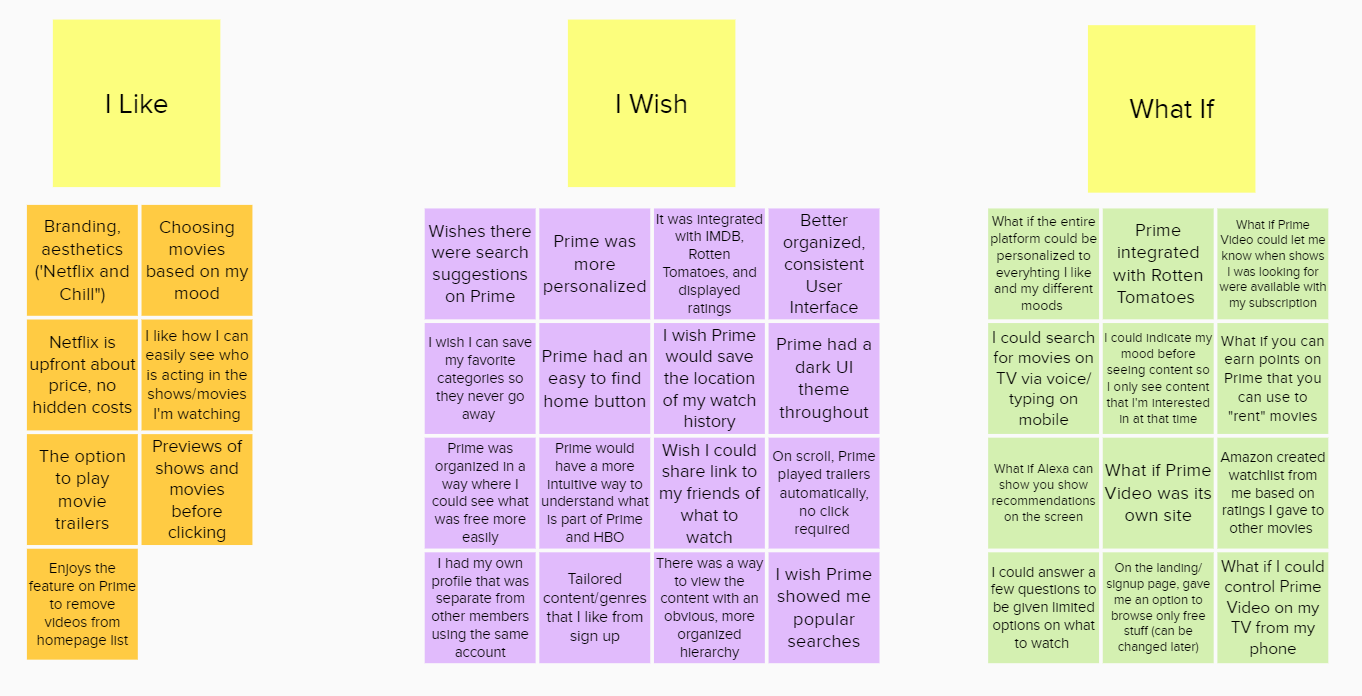 I Like
Branding,
aesthetics
('Netflix and
Chill")
Choosing
movies
based on my
mood
Netflix is
upfront about
price, no
hidden costs
I like how I can
easily see who
is acting in the
shows/movies
I'm watching
The option
to play
movie
trailers
Previews of
shows and
movies
before
clicking
Enjoys the
feature on Prime
to remove
videos from
homepage list
I Wish
Wishes there
were search
suggestions
on Prime
Prime was
more
personalized
It was integrated
with IMDB,
Rotten
Tomatoes, and
displayed
ratings
Better
organized,
consistent
User
Interface
I wish I can save
my favorite
categories so
they never go
away
Prime had an
easy to find
home button
I wish Prime
would save
the location
of my watch
history
Prime had a
dark UI
theme
throughout
Prime was
organized in a
way where I
could see what
was free more
easily
Prime would
have a more
intuitive way to
understand what
is part of Prime
and HBO
Wish I could
share link to
my friends of
what to
watch
On scroll, Prime
played trailers
automatically,
no click
required
I had my own
profile that was
separate from
other members
using the same
account
Tailored
content/genres
that I like from
sign up
There was a way
to view the
content with an
obvious, more
organized
hierarchy
I wish Prime
showed me
popular
searches
What If
What if the entire
platform could be
personalized to
everyhting I like
and my different
moods
Prime
integrated
with Rotten
Tomatoes
What if Prime
Video could let me
know when shows
I was looking for
were available with
my subscription
I could search
for movies on
TV via voice/
typing on
mobile
I could indicate my
mood before
seeing content so
I only see content
that I'm interested
in at that time
What if you can
earn points on
Prime that you
can use to
"rent" movies
What if Alexa can
show you show
recommendations
on the screen
What if Prime
Video was its
own site
Amazon created
watchlist from
me based on
ratings I gave to
other movies
I could answer a
few questions to
be given limited
options on what
to watch
On the landing/
signup page, gave
me an option to
browse only free
stuff (can be
changed later)
What if I could
control Prime
Video on my
TV from my
phone